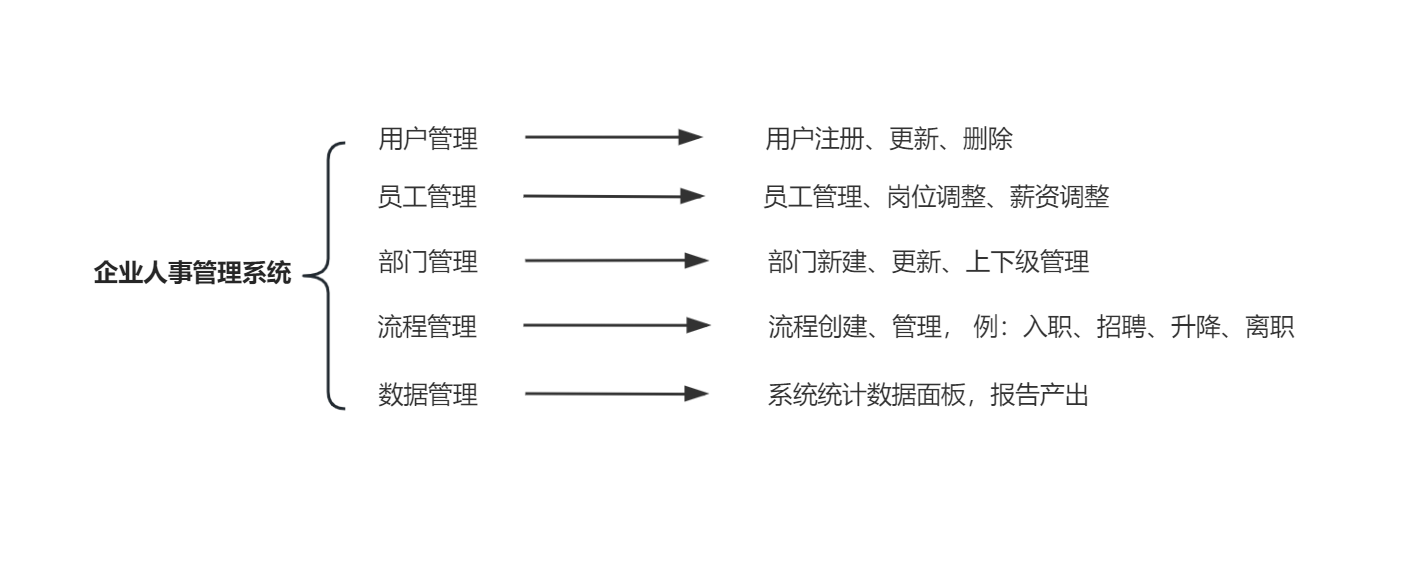 用户管理 用户注册、更新、删除
员工管理 员工管理、岗位调整、薪资调整
部门管理 部门新建、更新、上下级管理
企业人事管理系统
流程管理 流程创建、管理， 例：入职、招聘、升降、离职
数据管理 系统统计数据面板，报告产出